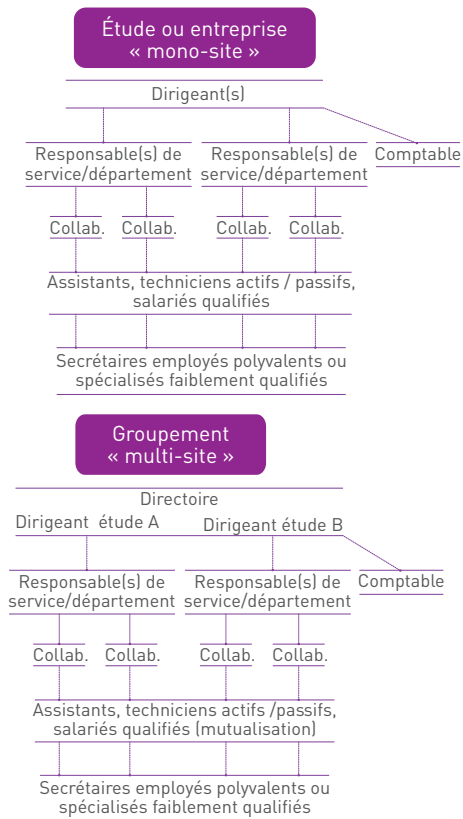 Étude ou entreprise
« mono-site »
Dirigeant(s)
Responsable(s) de
service/département
Responsable(s) de
service/département
Comptable
Collab.
Collab.
Collab.
Collab.
Assistants, techniciens actifs / passifs,
salariés qualifiés
Secrétaires employés polyvalents ou
spécialisés faiblement qualifiés
Groupement
« multi-site »
Directoire
Dirigeant étude A
Dirigeant étude B
Responsable(s) de
service/département
Responsable(s) de
service/département
Comptable
Collab.
Collab.
Collab.
Collab.
Assistants, techniciens actifs /passifs,
salariés qualifiés (mutualisation)
Secrétaires employés polyvalents ou
spécialisés faiblement qualifiés